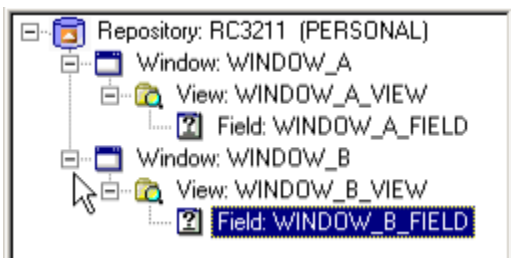 Repository: RC3211 (PERSONAL)
Window: WINDOW_A
View: WINDOW_A_VIEW
Field: WINDOW_A_FIELD
Window: WINDOW_B
View: WINDOW_B_VIEW
Field: WINDOW_B_FIELD